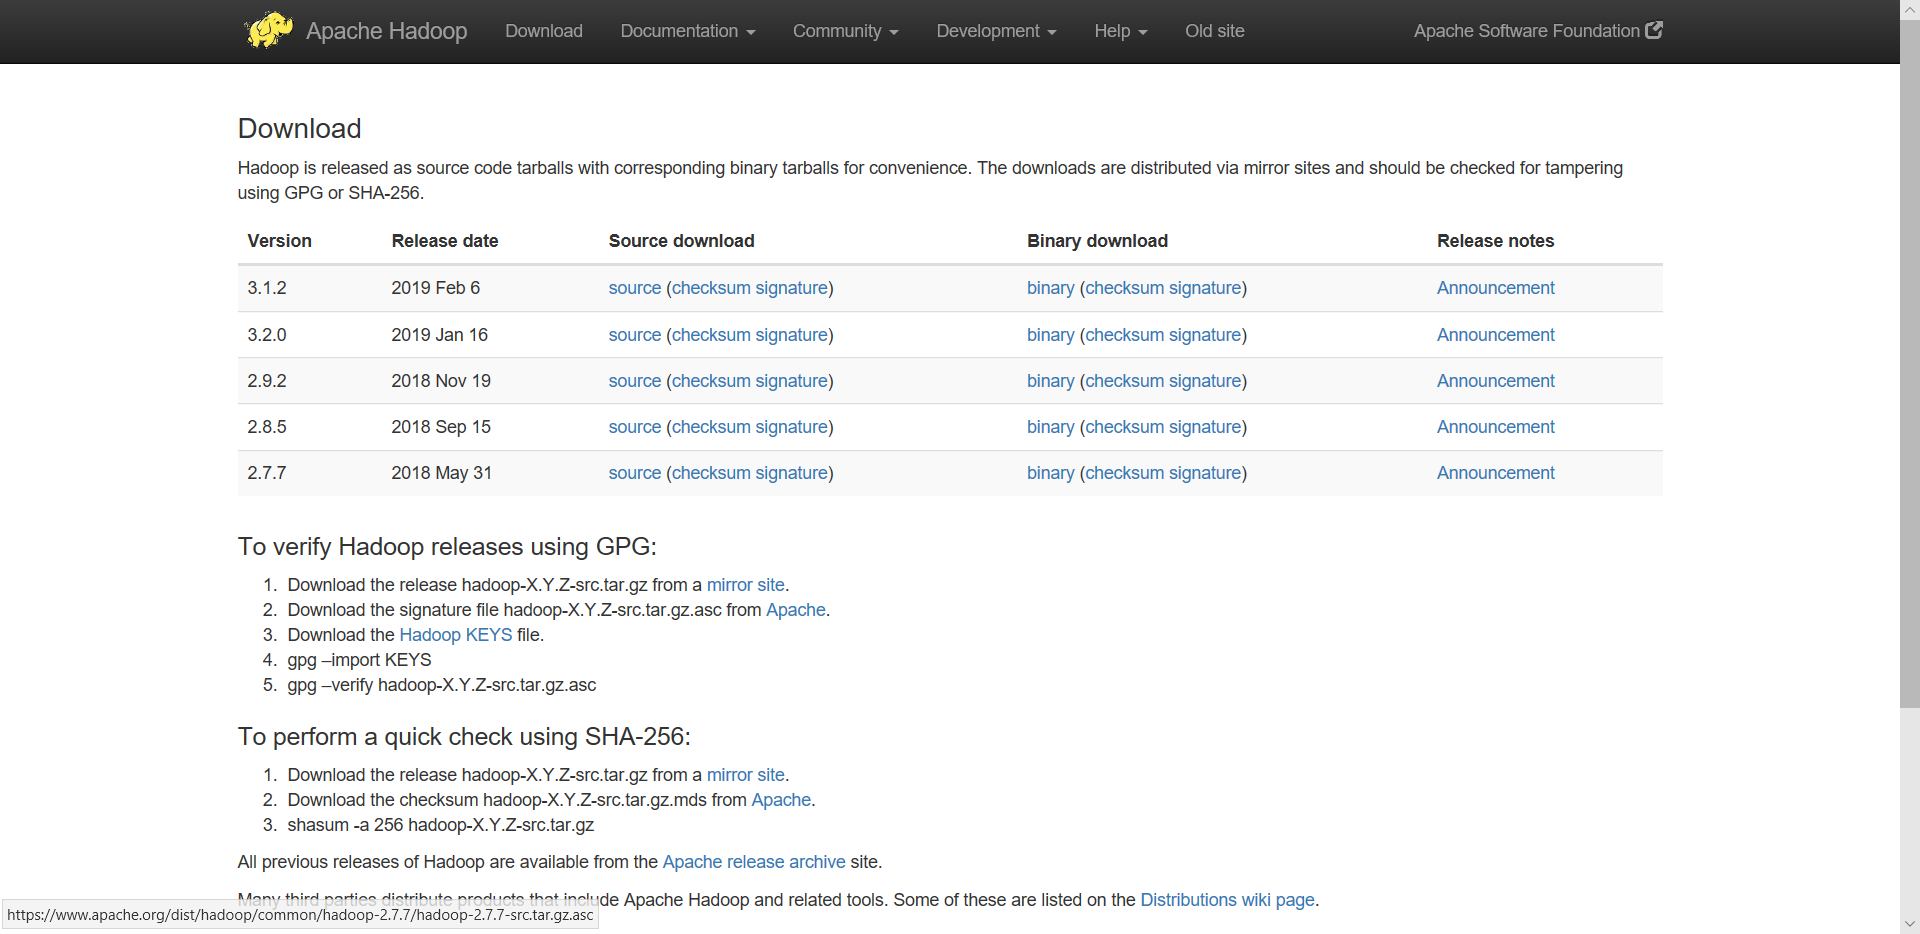 Apache Hadoop Download Documentation Community Development Help Old site Apache Software Foundation
Download
Hadoop is released as source code tarballs with corresponding binary tarballs for convenience. The downloads are distributed via mirror sites and should be checked for tampering
using GPG or SHA-256.
Version Release date Source download Binary download Release notes
3.1.2 2019 Feb 6 source (checksum signature) binary (checksum signature) Announcement
3.2.0 2019 Jan 16 source (checksum signature) binary (checksum signature) Announcement
2.9.2 2018 Nov 19 source (checksum signature) binary (checksum signature) Announcement
2.8.5 2018 Sep 15 source (checksum signature) binary (checksum signature) Announcement
2.7.7 2018 May 31 source (checksum signature) binary (checksum signature) Announcement
To verify Hadoop releases using GPG:
1. Download the release hadoop-X.Y.Z-src.tar.gz from a mirror site.
2. Download the signature file hadoop-X.Y.Z-src.tar.gz.asc from Apache.
3. Download the Hadoop KEYS file.
4. gpg –import KEYS
5. gpg –verify hadoop-X.Y.Z-src.tar.gz.asc
To perform a quick check using SHA-256:
1. Download the release hadoop-X.Y.Z-src.tar.gz from a mirror site.
2. Download the checksum hadoop-X.Y.Z-src.tar.gz.mds from Apache.
3. shasum -a 256 hadoop-X.Y.Z-src.tar.gz
All previous releases of Hadoop are available from the Apache release archive site.
Many third parties distribute products that include Apache Hadoop and related tools. Some of these are listed on the Distributions wiki page.
https://www.apache.org/dist/hadoop/common/hadoop-2.7.7/hadoop-2.7.7-src.tar.gz.asc